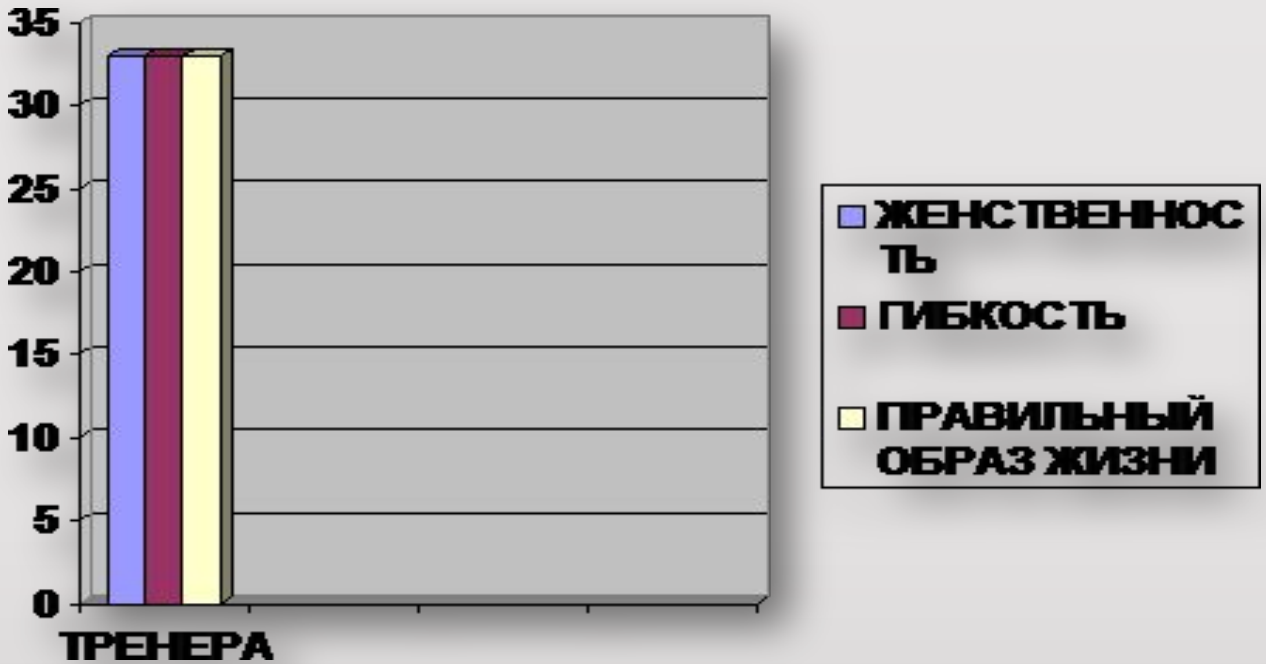 35
30
25
20
15
10
5
0
ТРЕНЕРА
ЖЕНСТВЕННОС
ТЬ
ГИБКОСТЬ
ПРАВИЛЬНЫЙ
ОБРАЗ ЖИЗНИ